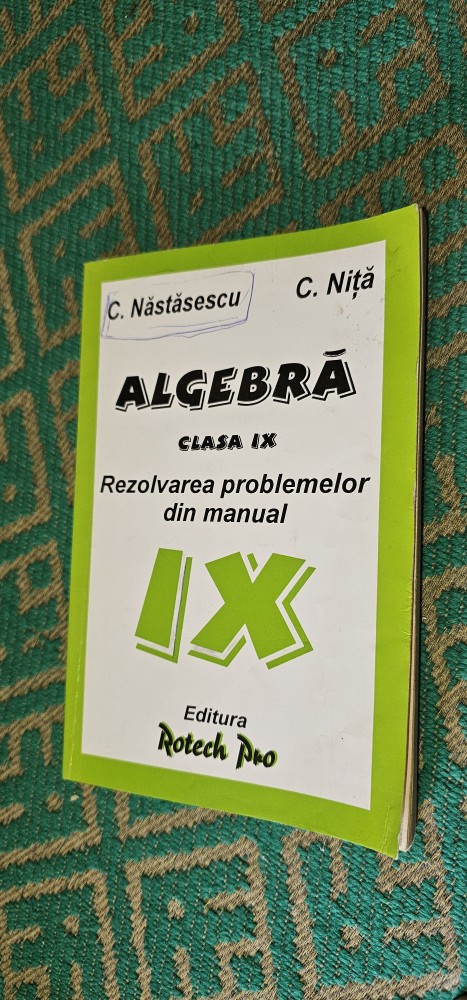 C. Năstăsescu C. Niță
ALGEBRĂ
CLASA IX
Rezolvarea problemelor
din manual
IX
Editura
Rotech Pro